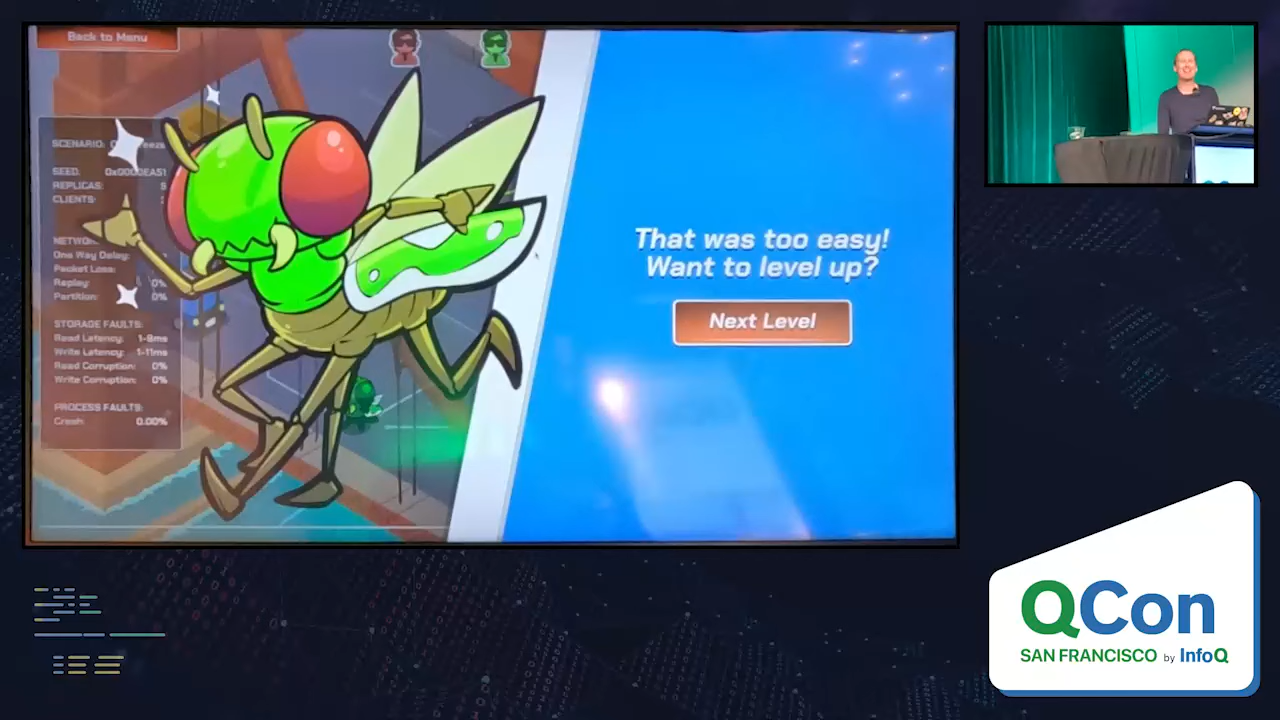 Back to Menu
SCENARIO:
SEED: 0x0000EA51
REPLICAS:
CLIENTS:
One Way Delay:
Packet Loss:
Replay: 0%
Partition: 0%
STORAGE FAULTS:
Read Latency: 1-8ms
Write Latency: 1-11ms
Read Corruption: 0%
Write Corruption: 0%
PROCESS FAULTS:
Crash 0.00%
That was too easy!
Want to level up?
Next Level
QCon
SAN FRANCISCO by InfoQ